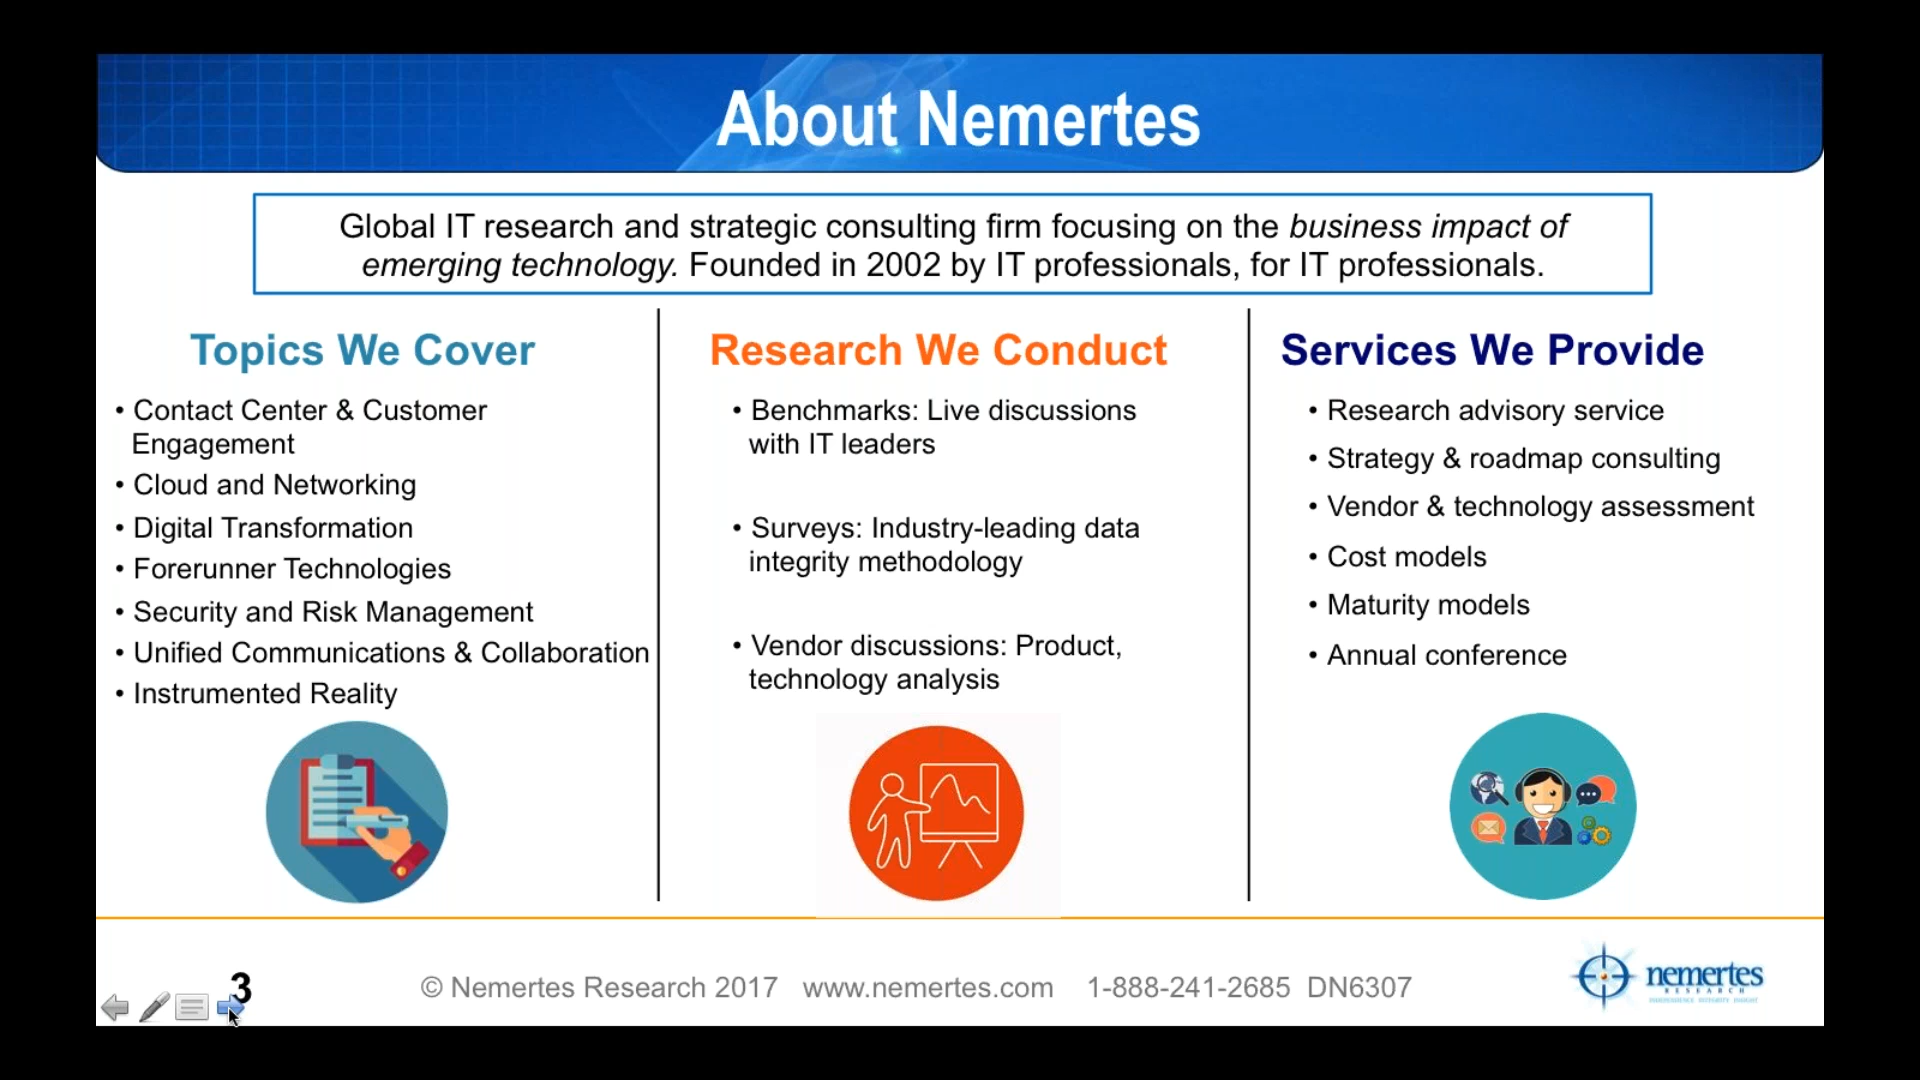 About Nemertes
Global IT research and strategic consulting firm focusing on the business impact of
emerging technology. Founded in 2002 by IT professionals, for IT professionals.
Topics We Cover
• Contact Center & Customer
Engagement
• Cloud and Networking
• Digital Transformation
• Forerunner Technologies
• Security and Risk Management
• Unified Communications & Collaboration
• Instrumented Reality
Research We Conduct
• Benchmarks: Live discussions
with IT leaders
• Surveys: Industry-leading data
integrity methodology
• Vendor discussions: Product,
technology analysis
Services We Provide
• Research advisory service
• Strategy & roadmap consulting
• Vendor & technology assessment
• Cost models
• Maturity models
• Annual conference
3
© Nemertes Research 2017 www.nemertes.com 1-888-241-2685 DN6307
nemertes
RESEARCH